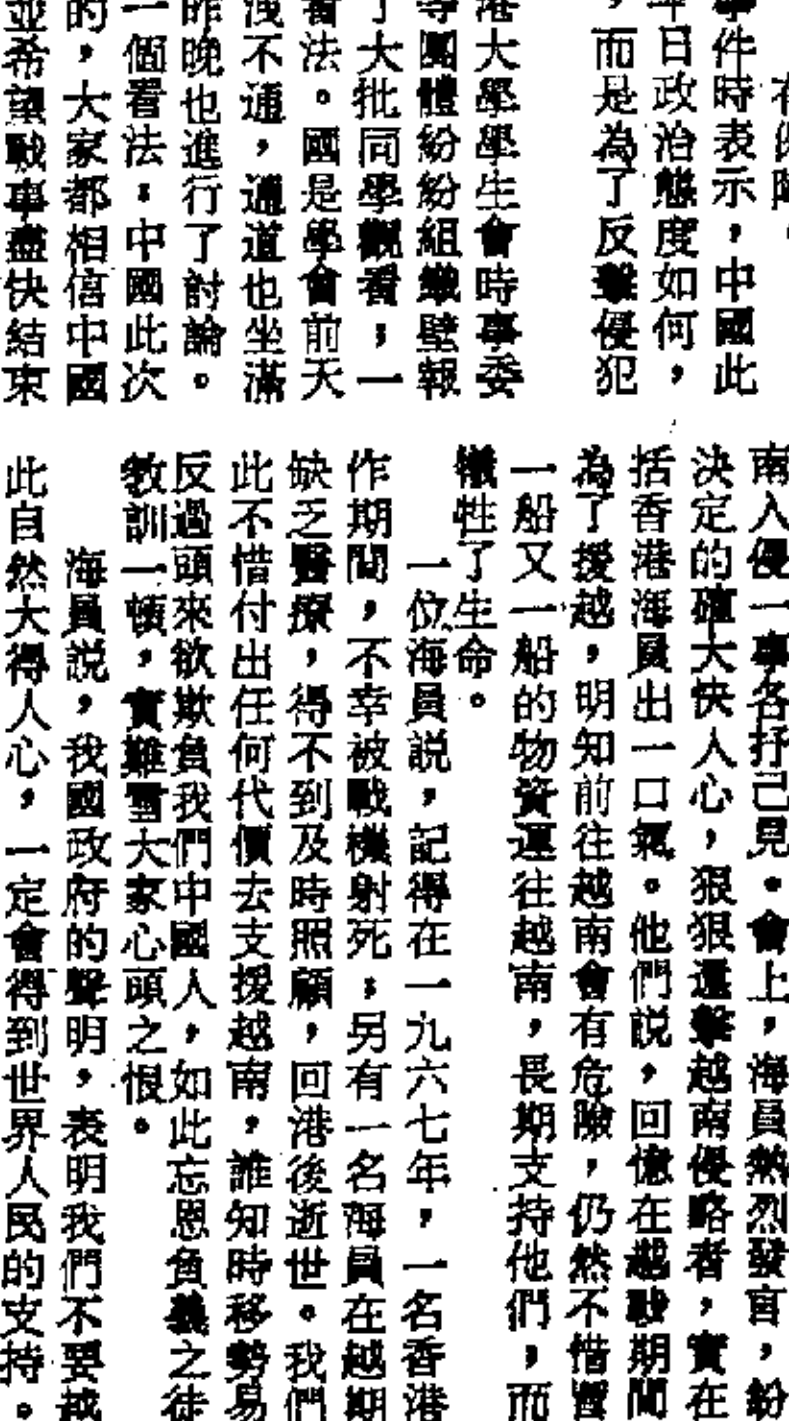 有
事件時表示，中國此
年日政治態度如何，
，而是為了反擊侵犯
港大學學生會時事委
等團體紛紛組織壁報
了大批同學觀看；一
看法。國是學會前天
洩不通，通道也坐滿
昨晚也進行了討論。
一個看法：中國此次
的，大家都相信中國
並希望戰事盡快結束
南入侵一事各抒己見。會上，海員熱烈發言，紛
決定的確大快人心，狠狠還擊越南侵略者，實在
括香港海員出一口氣。他們說，回憶在越戰期間
為了援越，明知前往越南會有危險，仍然不惜
一船又一船的物資運往越南，長期支持他們，而
犧牲了生命。
一位海員說，記得在一九六七年，一名香港
作期間，不幸被戰機射死；另有一名海員在越期
缺乏醫療，得不到及時照顧，回港後逝世。我們
此不惜付出任何代價去支援越南，誰知時移勢易
反過頭來欲欺負我們中國人，如此忘恩負義之徒
教訓一頓，實難雪大家心頭之恨。
海員說，我國政府的聲明，表明我們不要越
此自然大得人心，一定會得到世界人民的支持。